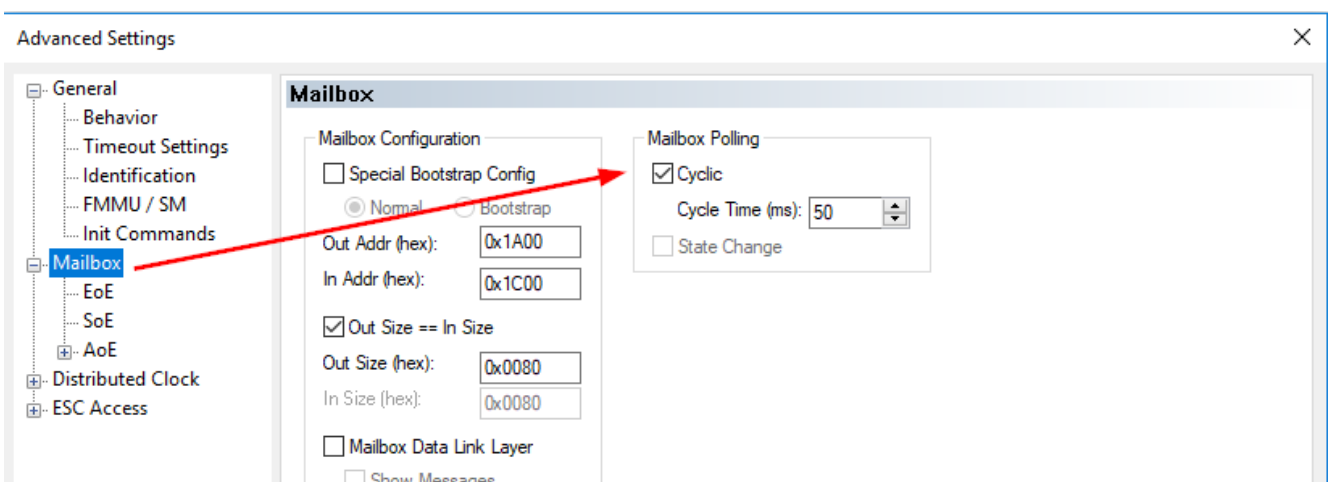 Advanced Settings
General
Behavior
Timeout Settings
Identification
FMMU / SM
Init Commands
Mailbox
EoE
SoE
AoE
Distributed Clock
ESC Access
Mailbox
Mailbox Configuration
Special Bootstrap Config
Normal Bootstrap
Out Addr (hex): 0x1A00
In Addr (hex): 0x1C00
Out Size == In Size
Out Size (hex): 0x0080
In Size (hex): 0x0080
Mailbox Data Link Layer
Show Messages
Mailbox Polling
Cyclic
Cycle Time (ms): 50
State Change